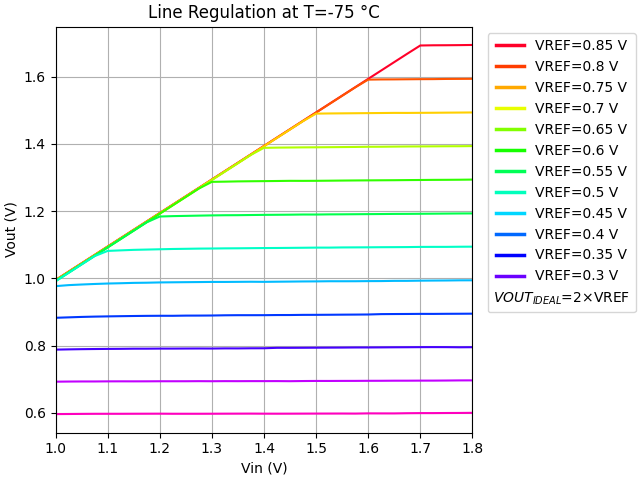 Line Regulation at T=-75 °C
Vout (V)
1.6
1.4
1.2
1.0
0.8
0.6
1.0 1.1 1.2 1.3 1.4 1.5 1.6 1.7 1.8
Vin (V)
VREF=0.85 V
VREF=0.8 V
VREF=0.75 V
VREF=0.7 V
VREF=0.65 V
VREF=0.6 V
VREF=0.55 V
VREF=0.5 V
VREF=0.45 V
VREF=0.4 V
VREF=0.35 V
VREF=0.3 V
VOUT_IDEAL=2×VREF